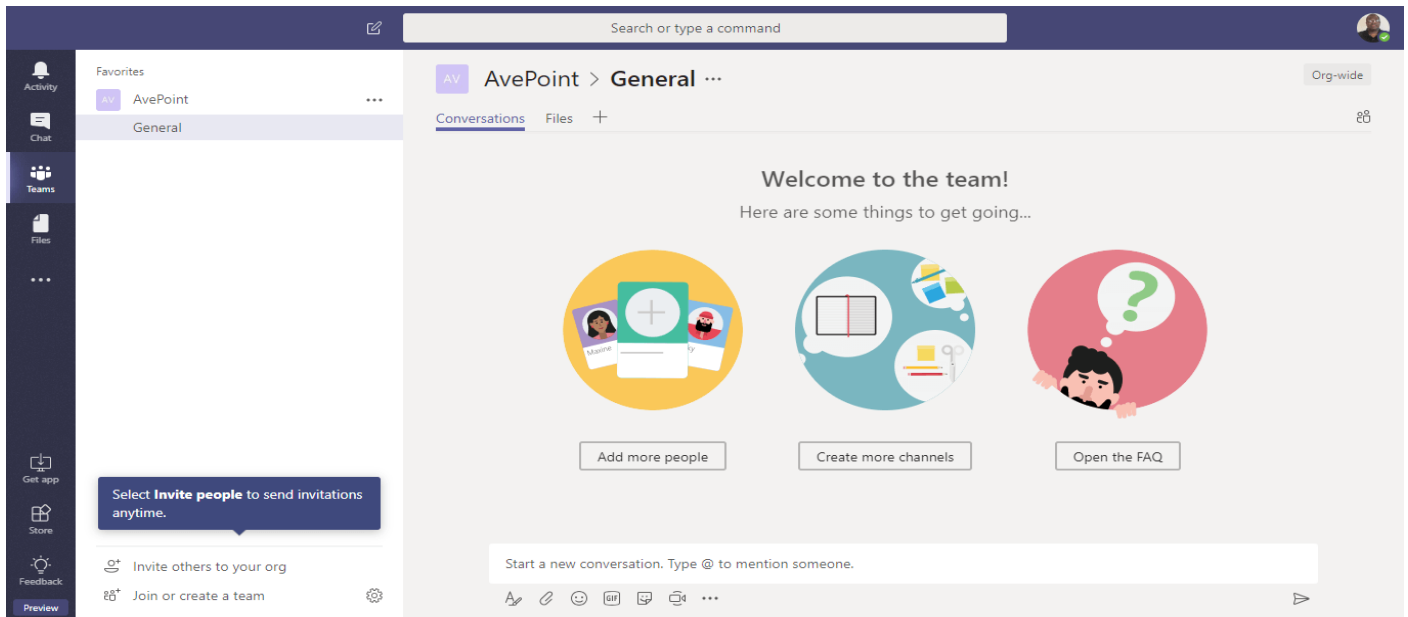 Search or type a command
Activity
Chat
Teams
Files
Get app
Store
Feedback
Preview
Favorites
AV AvePoint
General
Select Invite people to send invitations
anytime.
Invite others to your org
Join or create a team
AV AvePoint > General
Org-wide
Conversations Files
Welcome to the team!
Here are some things to get going...
Maxine
ky
Add more people
Create more channels
Open the FAQ
Start a new conversation. Type @ to mention someone.
GIF